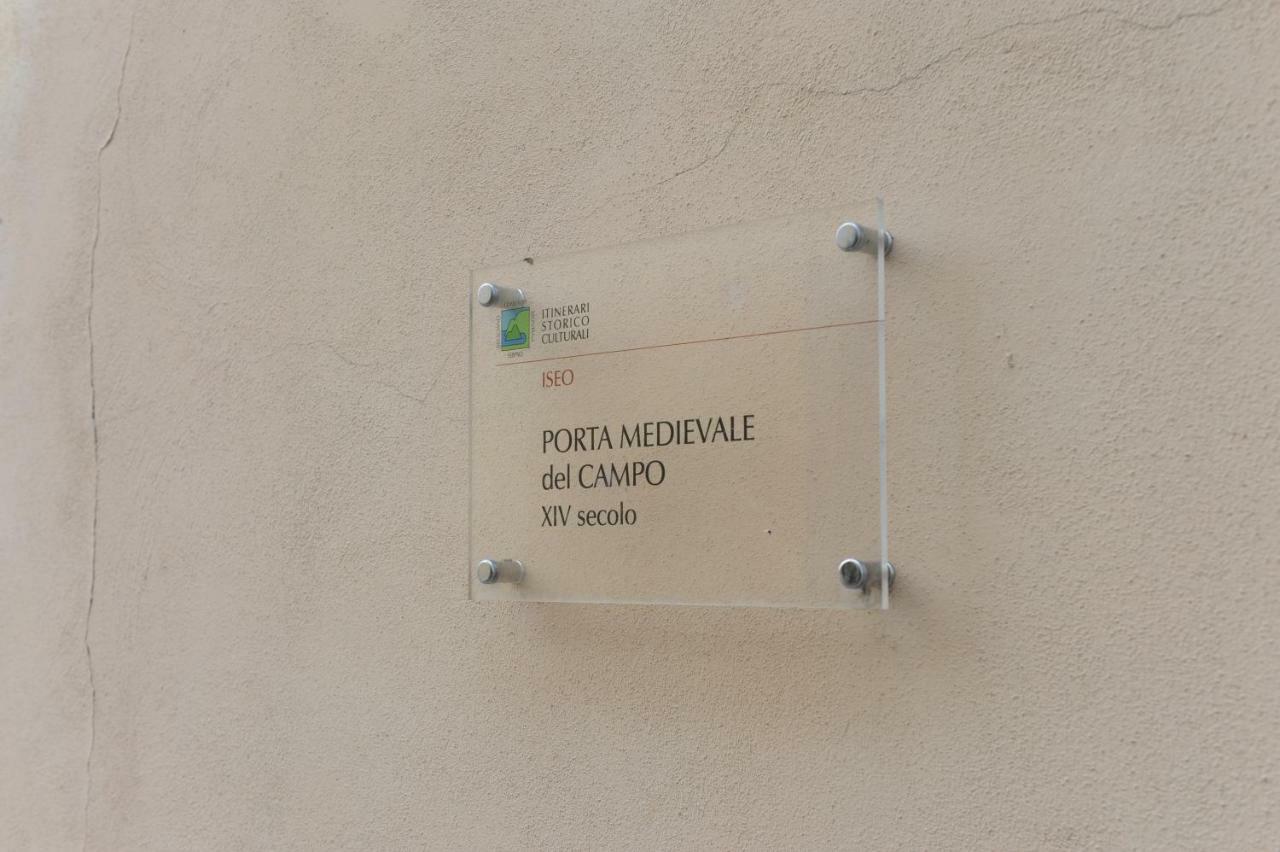 ITINERARI
STORICO
CULTURALI
ISEO
PORTA MEDIEVALE
del CAMPO
XIV secolo